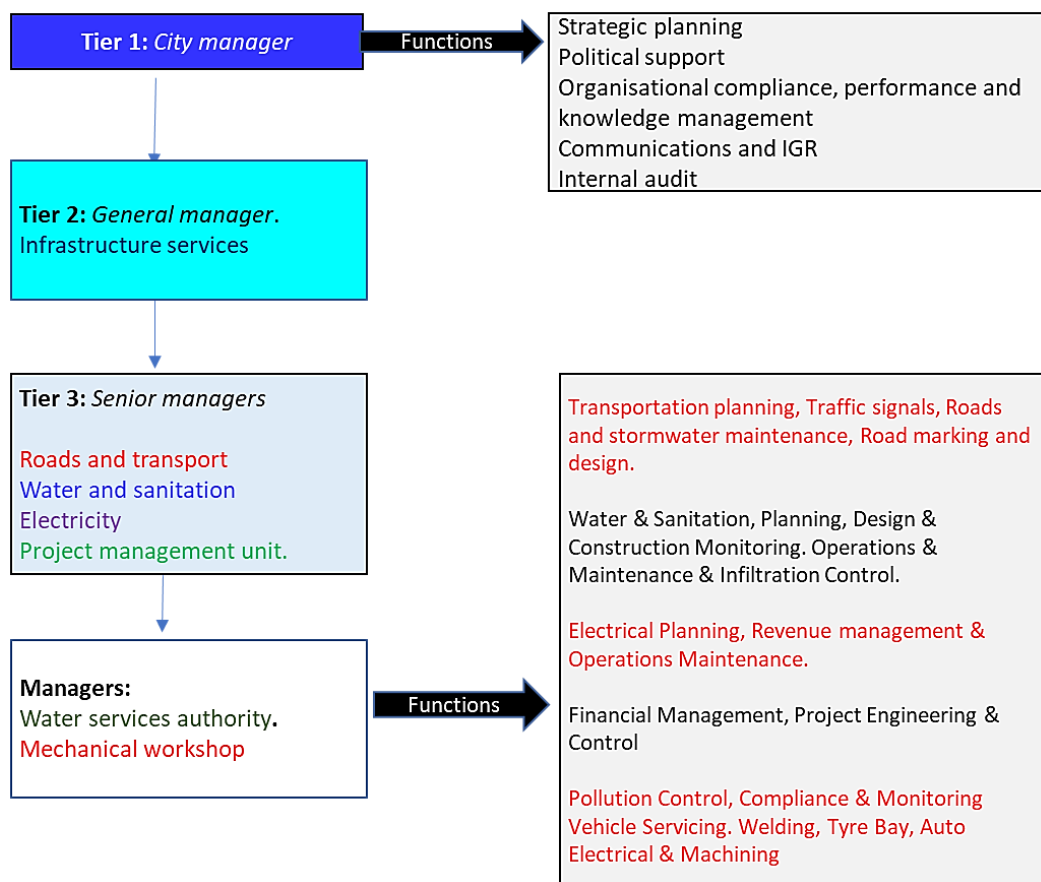 Tier 1: City manager
Functions
Strategic planning
Political support
Organisational compliance, performance and
knowledge management
Communications and IGR
Internal audit
Tier 2: General manager.
Infrastructure services
Tier 3: Senior managers
Roads and transport
Water and sanitation
Electricity
Project management unit.
Managers:
Water services authority.
Mechanical workshop
Functions
Transportation planning, Traffic signals, Roads
and stormwater maintenance, Road marking and
design.
Water & Sanitation, Planning, Design &
Construction Monitoring. Operations &
Maintenance & Infiltration Control.
Electrical Planning, Revenue management &
Operations Maintenance.
Financial Management, Project Engineering &
Control
Pollution Control, Compliance & Monitoring
Vehicle Servicing. Welding, Tyre Bay, Auto
Electrical & Machining